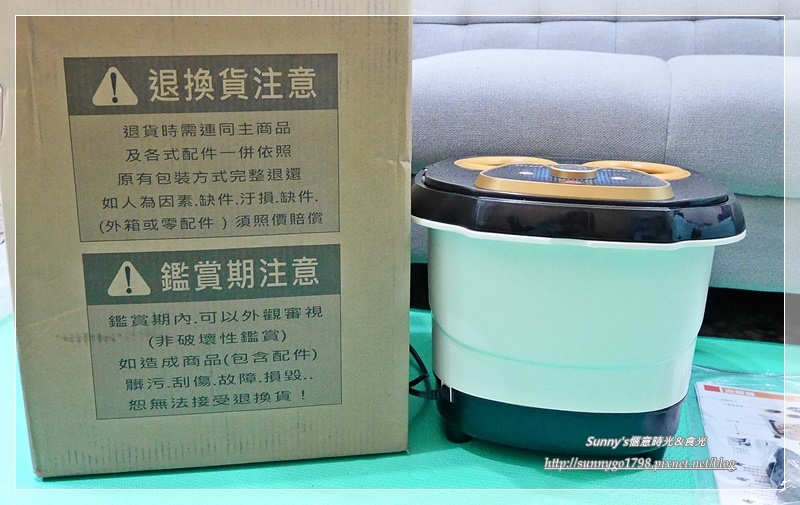 退換貨注意
退貨時需連同主商品
及各式配件一併依照
原有包裝方式完整退還
如人為因素.缺件.汙損.缺件.
(外箱或零配件)須照價賠償
鑑賞期注意
鑑賞期內.可以外觀審視
(非破壞性鑑賞)
如造成商品(包含配件)
髒污.刮傷.故障.損毀..
恕無法接受退換貨！
Sunny's愜意時光&食光
http://sunnygo1798.pixnet.net/blog